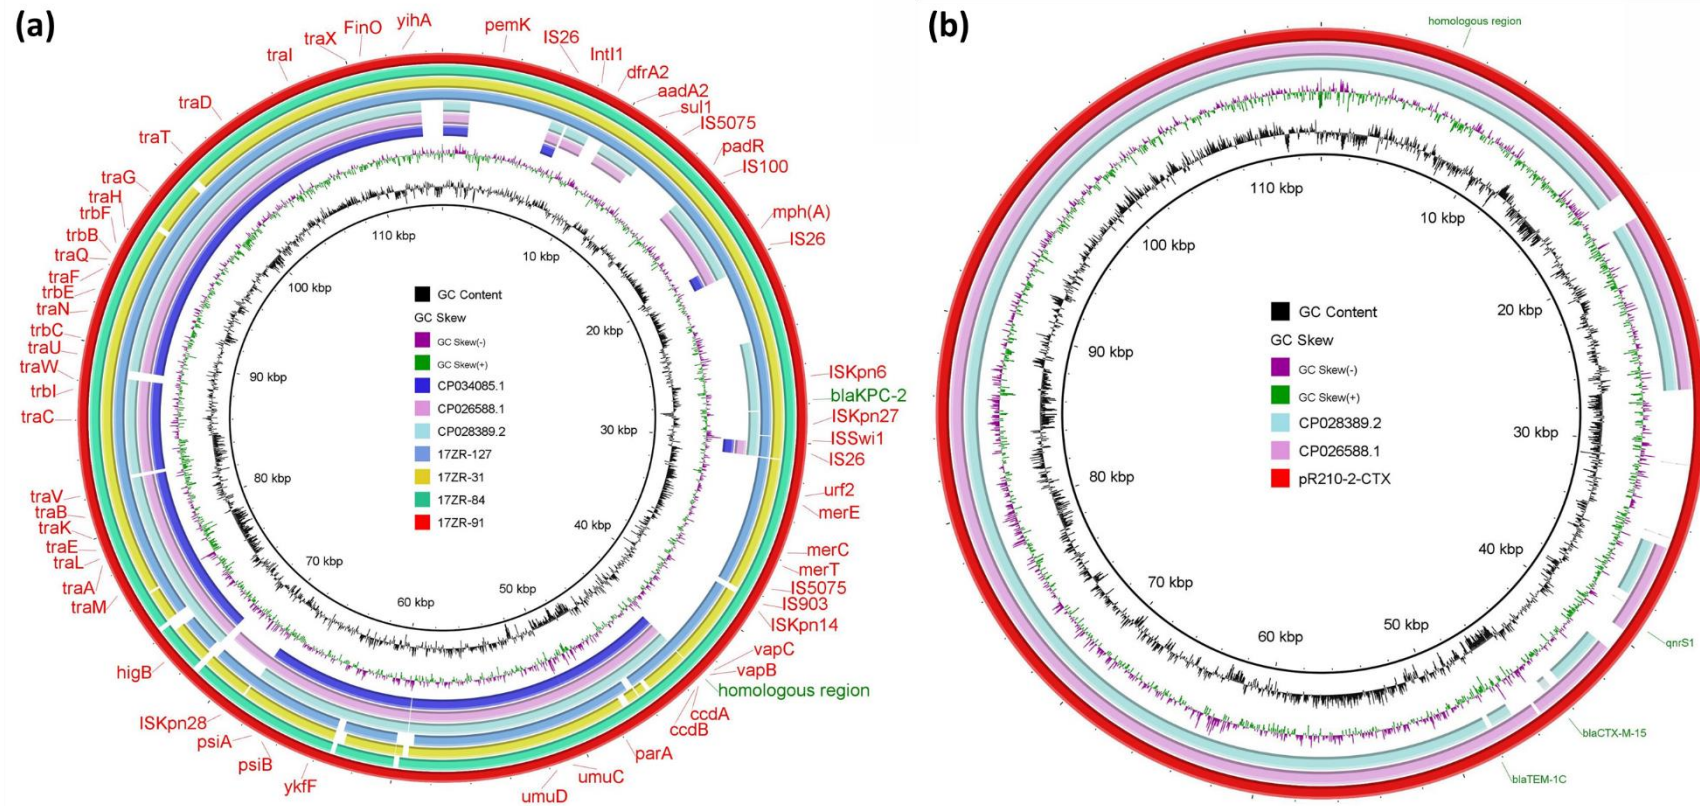 (a)
yihA
FinO
traX
traI
traD
traT
traG
traH
trbF
trbB
traQ
traF
trbE
traN
trbC
traU
traW
trbI
traC
traV
traB
traK
traE
traL
traA
traM
higB
ISKpn28
psiA
psiB
ykfF
pemK
IS26
IntI1
dfrA2
aadA2
sul1
IS5075
padR
IS100
mph(A)
IS26
ISKpn6
blaKPC-2
ISKpn27
ISSwi1
IS26
urf2
merE
merC
merT
IS5075
IS903
ISKpn14
vapC
vapB
homologous region
ccdA
ccdB
parA
umuC
umuD
10 kbp
20 kbp
30 kbp
40 kbp
50 kbp
60 kbp
70 kbp
80 kbp
90 kbp
100 kbp
110 kbp
GC Content
GC Skew
GC Skew(-)
GC Skew(+)
CP034085.1
CP026588.1
CP028389.2
17ZR-127
17ZR-31
17ZR-84
17ZR-91
(b)
homologous region
qnrS1
blaCTX-M-15
blaTEM-1C
10 kbp
20 kbp
30 kbp
40 kbp
50 kbp
60 kbp
70 kbp
80 kbp
90 kbp
100 kbp
110 kbp
GC Content
GC Skew
GC Skew(-)
GC Skew(+)
CP028389.2
CP026588.1
pR210-2-CTX